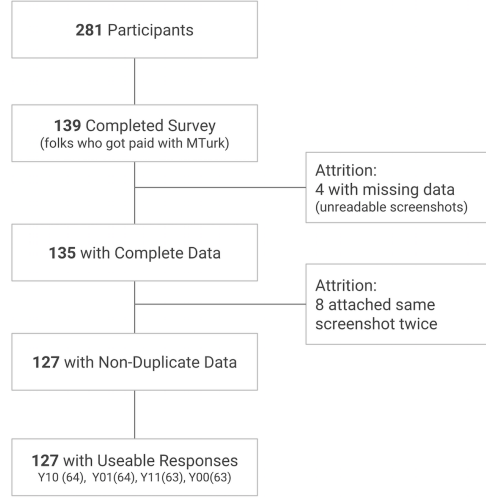 281 Participants
139 Completed Survey
(folks who got paid with MTurk)
Attrition:
4 with missing data
(unreadable screenshots)
135 with Complete Data
Attrition:
8 attached same
screenshot twice
127 with Non-Duplicate Data
127 with Useable Responses
Y10 (64), Y01(64), Y11(63), Y00(63)